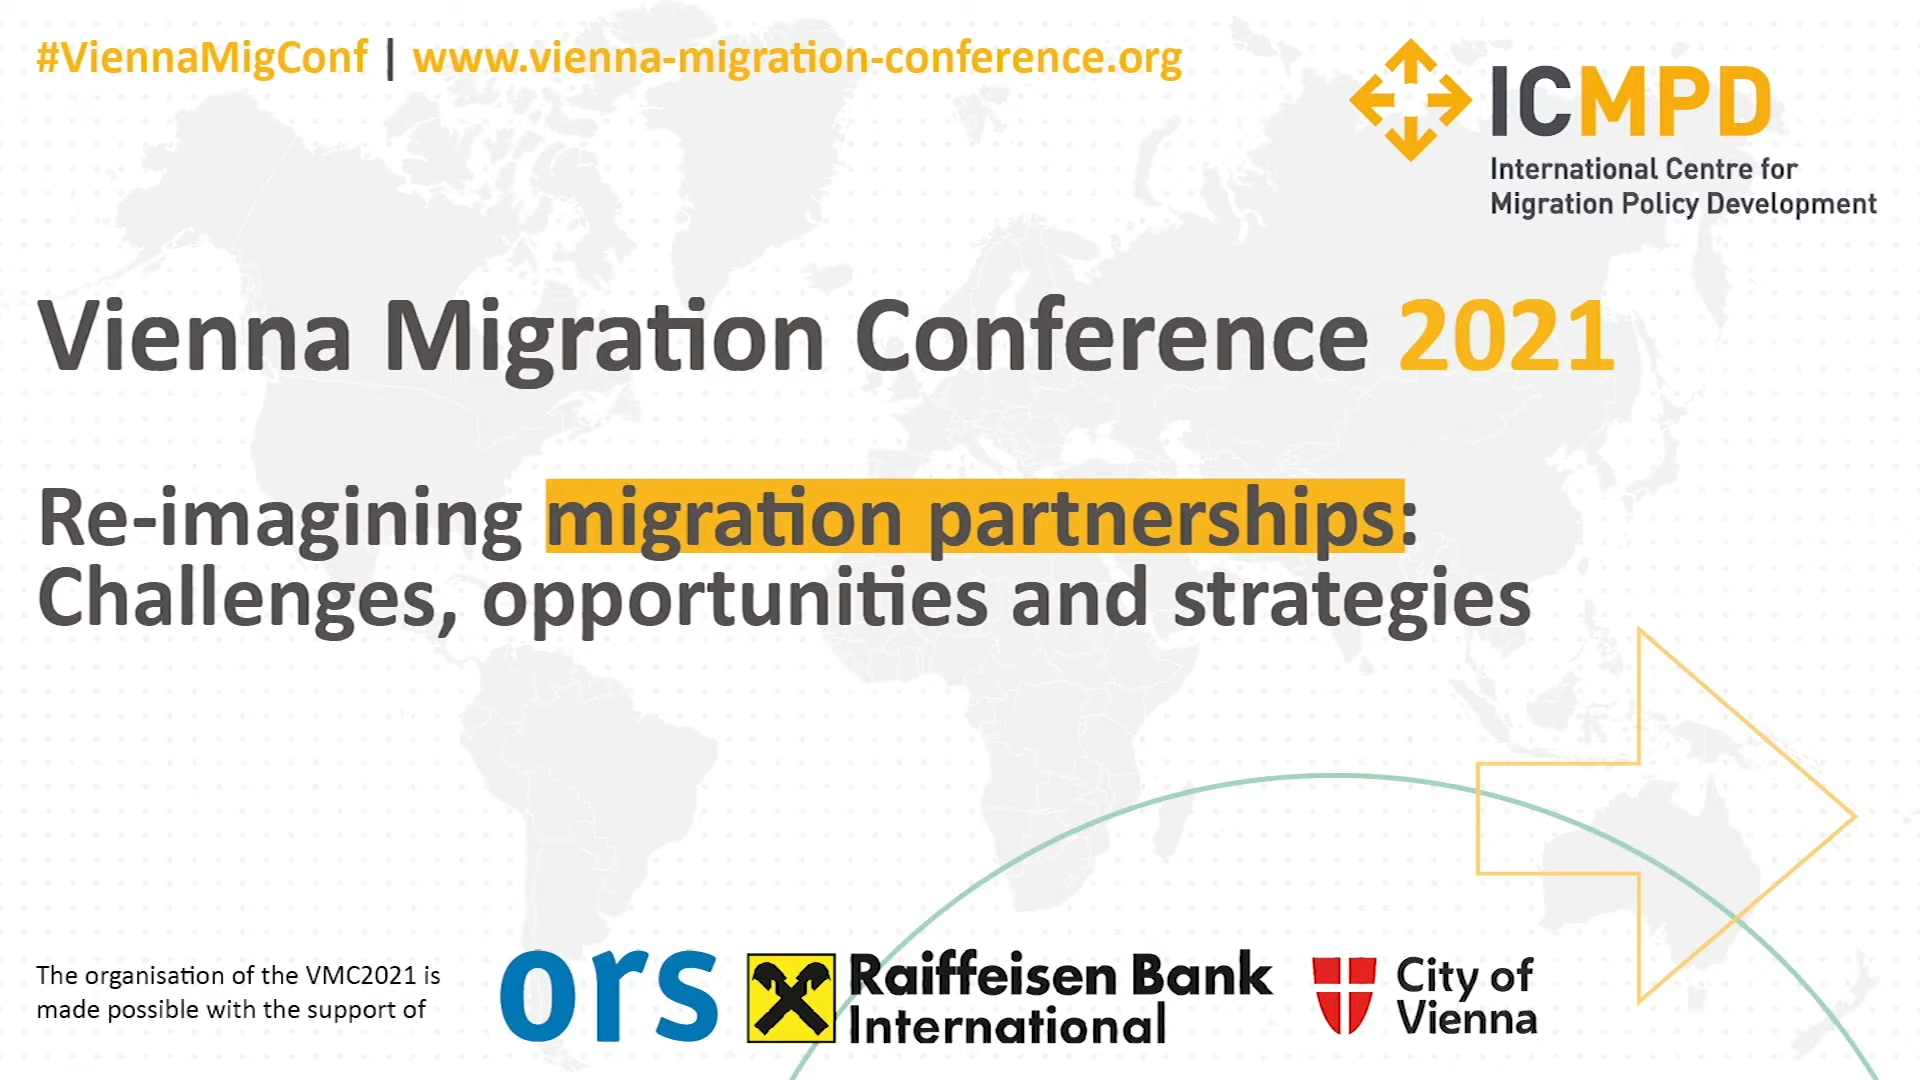 #ViennaMigConf | www.vienna-migration-conference.org
ICMPD
International Centre for
Migration Policy Development
Vienna Migration Conference 2021
Re-imagining migration partnerships:
Challenges, opportunities and strategies
The organisation of the VMC2021 is
made possible with the support of
ors
Raiffeisen Bank
International
City of
Vienna